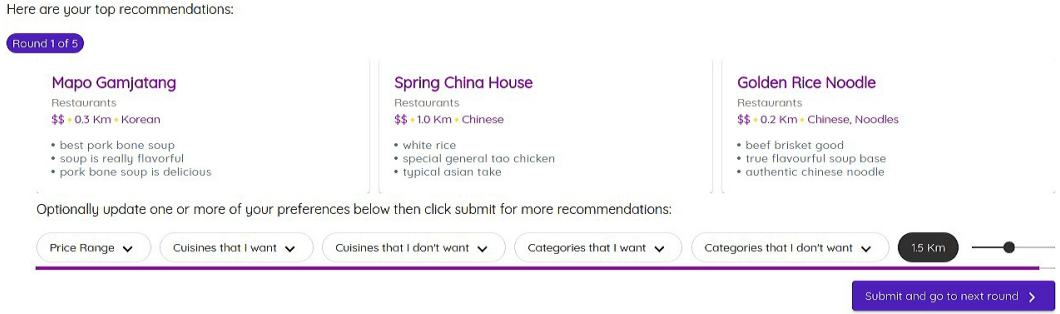 Here are your top recommendations:
Round 1 of 5
Mapo Gamjatang
Restaurants
$$ • 0.3 Km • Korean
• best pork bone soup
• soup is really flavorful
• pork bone soup is delicious
Spring China House
Restaurants
$$ • 1.0 Km • Chinese
• white rice
• special general tao chicken
• typical asian take
Golden Rice Noodle
Restaurants
$$ • 0.2 Km • Chinese, Noodles
• beef brisket good
• true flavourful soup base
• authentic chinese noodle
Optionally update one or more of your preferences below then click submit for more recommendations:
Price Range
Cuisines that I want
Cuisines that I don't want
Categories that I want
Categories that I don't want
1.5 Km
Submit and go to next round